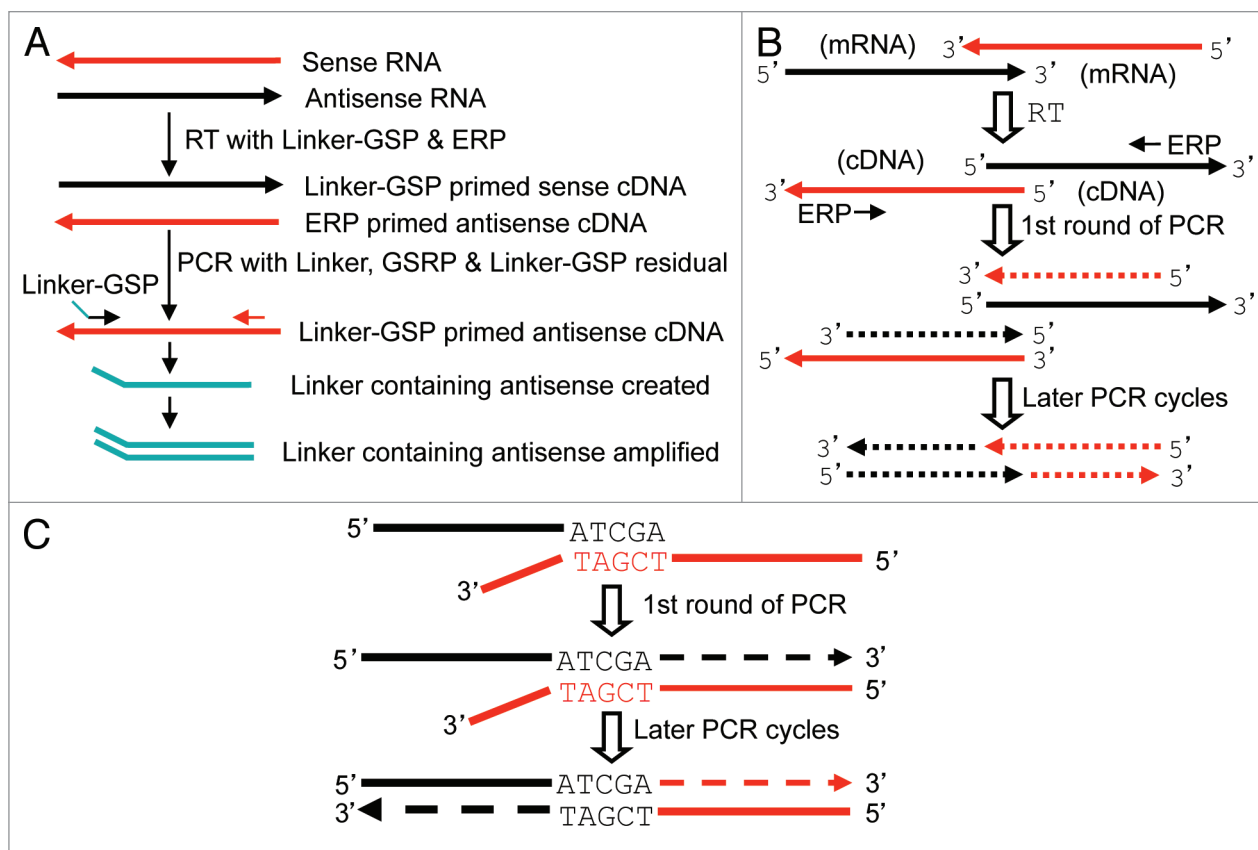 A
Sense RNA
Antisense RNA
RT with Linker-GSP & ERP
Linker-GSP primed sense cDNA
ERP primed antisense cDNA
PCR with Linker, GSRP & Linker-GSP residual
Linker-GSP
Linker-GSP primed antisense cDNA
Linker containing antisense created
Linker containing antisense amplified
B
(mRNA) 3’ 5’
5’ 3’ (mRNA)
RT
ERP
(cDNA) 5’ 3’
3’ 5’ (cDNA)
ERP
1st round of PCR
3’ 5’
5’ 3’
3’ 5’
5’ 3’
Later PCR cycles
3’ 5’
5’ 3’
C
5’ ATCGA
TAGCT 5’
3’
1st round of PCR
5’ ATCGA 3’
TAGCT 5’
3’
Later PCR cycles
5’ ATCGA 3’
3’ TAGCT 5’